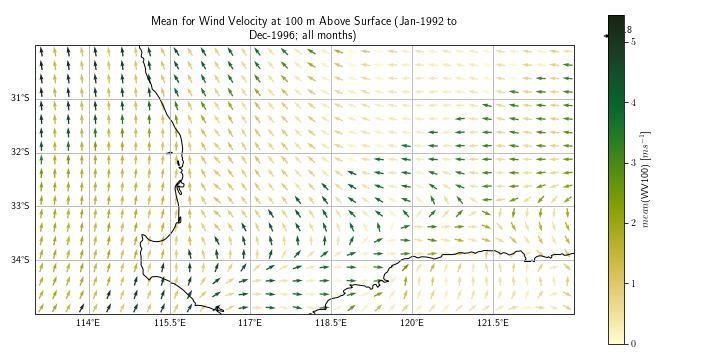 Mean for Wind Velocity at 100 m Above Surface (Jan-1992 to
Dec-1996; all months)
31°S
32°S
33°S
34°S
114°E
115.5°E
117°E
118.5°E
120°E
121.5°E
.8
5
4
3
2
1
0
mean(WV100) [ms⁻¹]